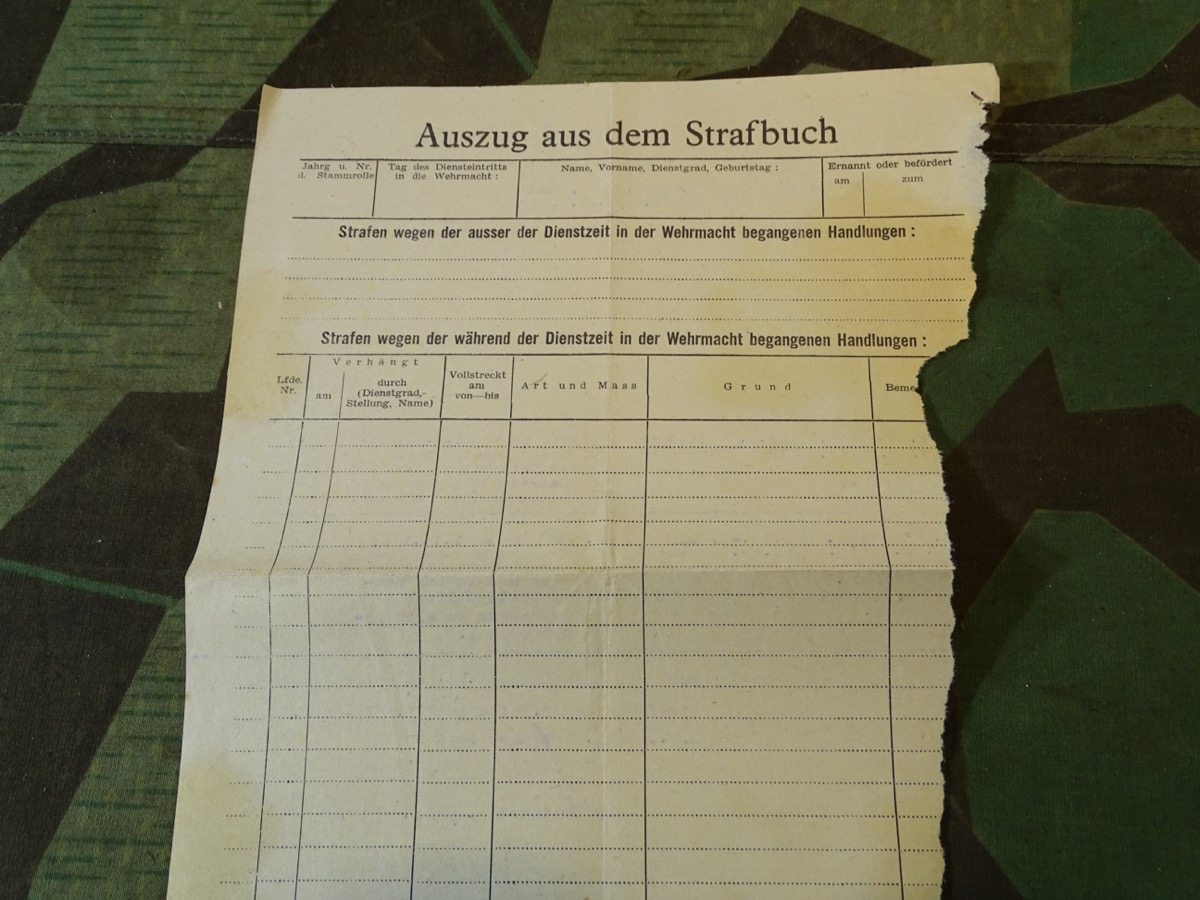 Auszug aus dem Strafbuch
Jahrg u. Nr.
d. Stammrolle
Tag des Diensteintritts
in die Wehrmacht :
Name, Vorname, Dienstgrad, Geburtstag :
Ernannt oder befördert
am
zum
Strafen wegen der ausser der Dienstzeit in der Wehrmacht begangenen Handlungen :
Strafen wegen der während der Dienstzeit in der Wehrmacht begangenen Handlungen :
Lfde.
Nr.
Verhängt
am
durch
(Dienstgrad,-
Stellung, Name)
Vollstreckt
am
von—bis
Art und Mass
Grund
Beme